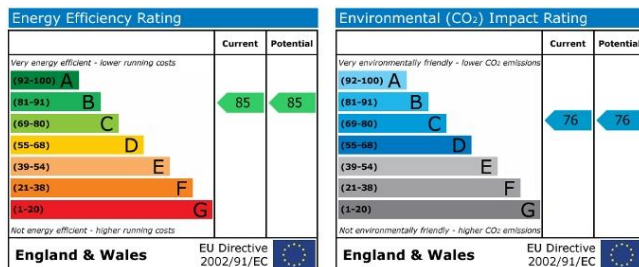 Energy Efficiency Rating
Current Potential
Very energy efficient - lower running costs
(92-100) A
(81-91) B 85 85
(69-80) C
(55-68) D
(39-54) E
(21-38) F
(1-20) G
Not energy efficient - higher running costs
England & Wales EU Directive
2002/91/EC
Environmental (CO₂) Impact Rating
Current Potential
Very environmentally friendly - lower CO₂ emissions
(92-100) A
(81-91) B
(69-80) C 76 76
(55-68) D
(39-54) E
(21-38) F
(1-20) G
Not environmentally friendly - higher CO₂ emissions
England & Wales EU Directive
2002/91/EC